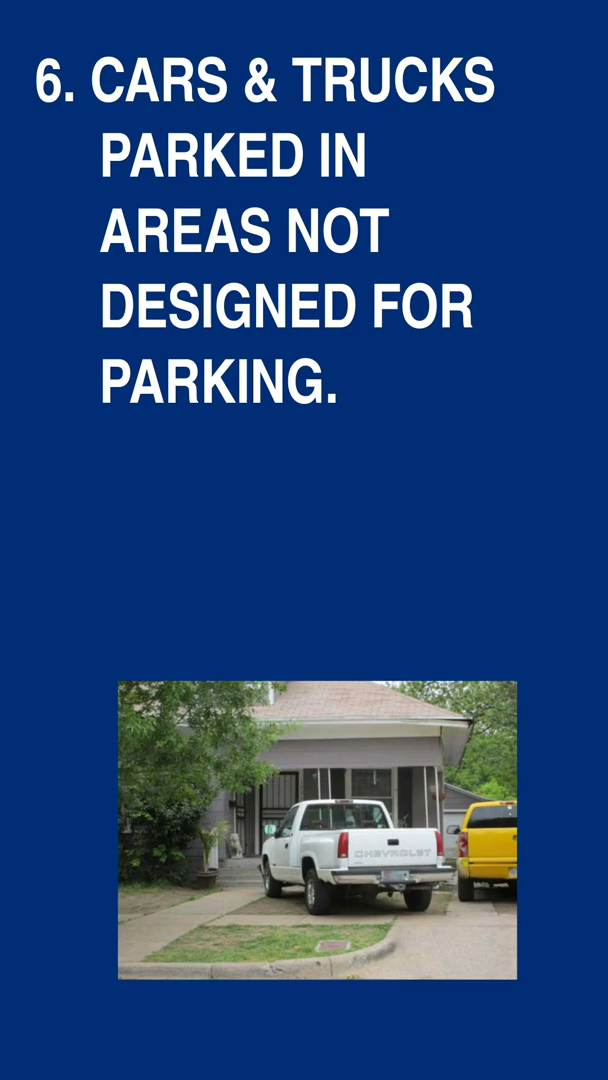 6. CARS & TRUCKS
PARKED IN
AREAS NOT
DESIGNED FOR
PARKING.
CHEVROLET